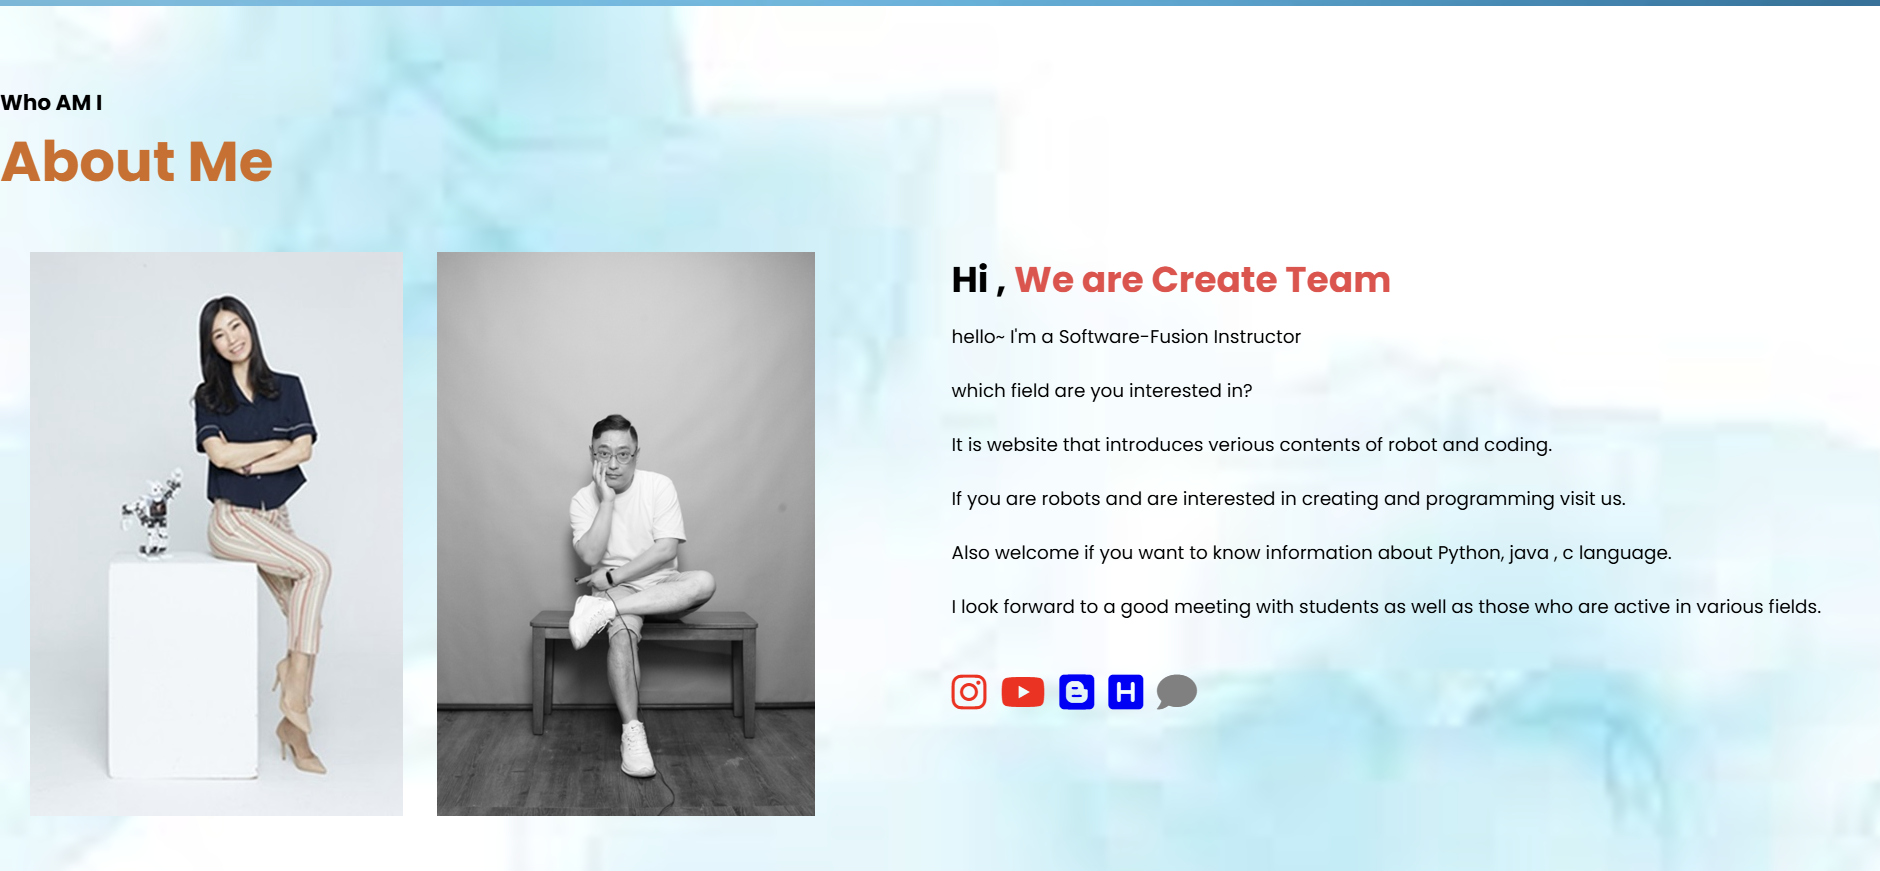 Who AM I
About Me
Hi , We are Create Team
hello~ I'm a Software-Fusion Instructor
which field are you interested in?
It is website that introduces verious contents of robot and coding.
If you are robots and are interested in creating and programming visit us.
Also welcome if you want to know information about Python, java , c language.
I look forward to a good meeting with students as well as those who are active in various fields.